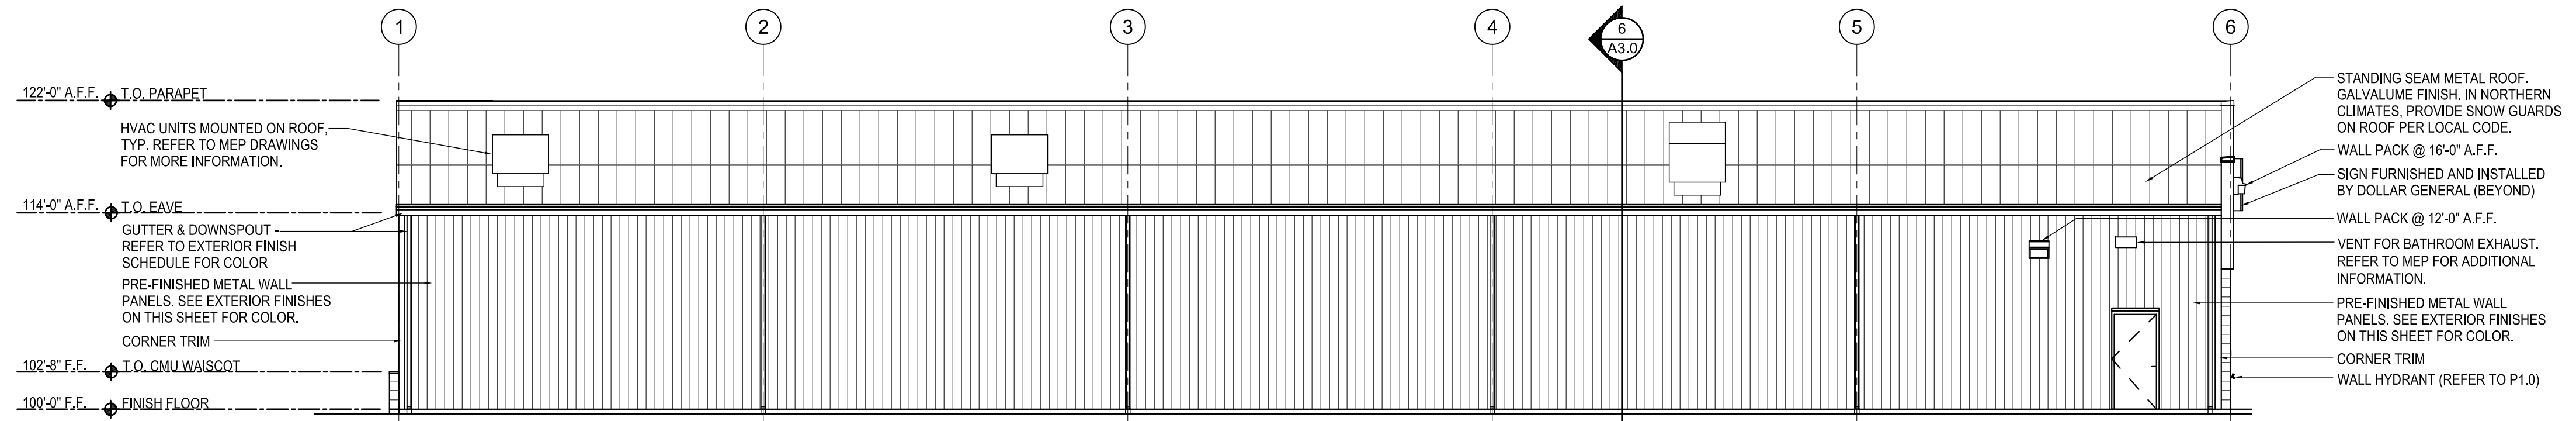 1 2 3 4 5 6
6
A3.0
122'-0" A.F.F. T.O. PARAPET
HVAC UNITS MOUNTED ON ROOF,
TYP. REFER TO MEP DRAWINGS
FOR MORE INFORMATION.
114'-0" A.F.F. T.O. EAVE
GUTTER & DOWNSPOUT -
REFER TO EXTERIOR FINISH
SCHEDULE FOR COLOR
PRE-FINISHED METAL WALL
PANELS. SEE EXTERIOR FINISHES
ON THIS SHEET FOR COLOR.
CORNER TRIM
102'-8" F.F. T.O. CMU WAISCOT
100'-0" F.F. FINISH FLOOR
STANDING SEAM METAL ROOF.
GALVALUME FINISH. IN NORTHERN
CLIMATES, PROVIDE SNOW GUARDS
ON ROOF PER LOCAL CODE.
WALL PACK @ 16'-0" A.F.F.
SIGN FURNISHED AND INSTALLED
BY DOLLAR GENERAL (BEYOND)
WALL PACK @ 12'-0" A.F.F.
VENT FOR BATHROOM EXHAUST.
REFER TO MEP FOR ADDITIONAL
INFORMATION.
PRE-FINISHED METAL WALL
PANELS. SEE EXTERIOR FINISHES
ON THIS SHEET FOR COLOR.
CORNER TRIM
WALL HYDRANT (REFER TO P1.0)